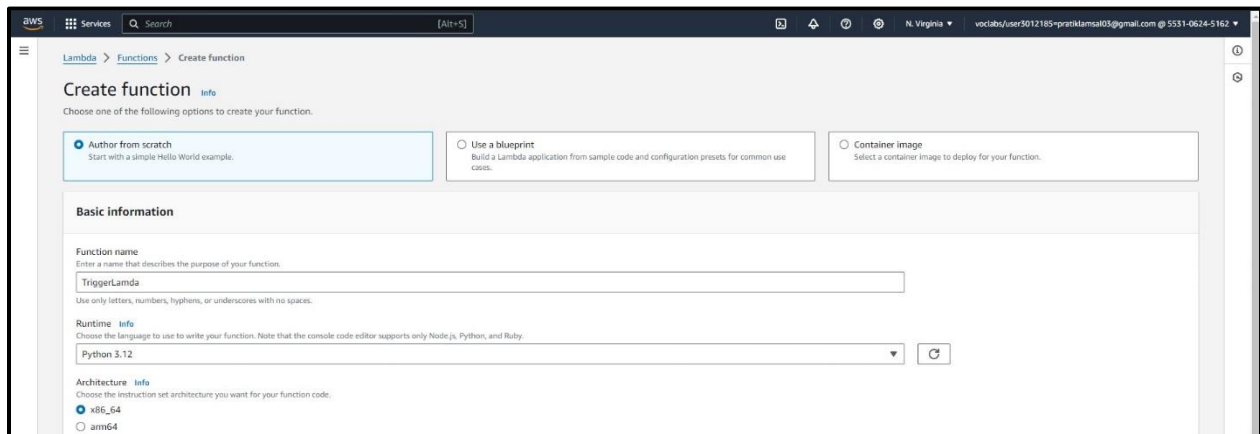 aws Services Search [Alt+S] N. Virginia voclabs/user3012185=pratiklamsal03@gmail.com @ 5531-0624-5162
Lambda > Functions > Create function
Create function Info
Choose one of the following options to create your function.
Author from scratch
Start with a simple Hello World example.
Use a blueprint
Build a Lambda application from sample code and configuration presets for common use
cases.
Container image
Select a container image to deploy for your function.
Basic information
Function name
Enter a name that describes the purpose of your function.
TriggerLamda
Use only letters, numbers, hyphens, or underscores with no spaces.
Runtime Info
Choose the language to use to write your function. Note that the console code editor supports only Node.js, Python, and Ruby.
Python 3.12
Architecture Info
Choose the instruction set architecture you want for your function code.
x86_64
arm64